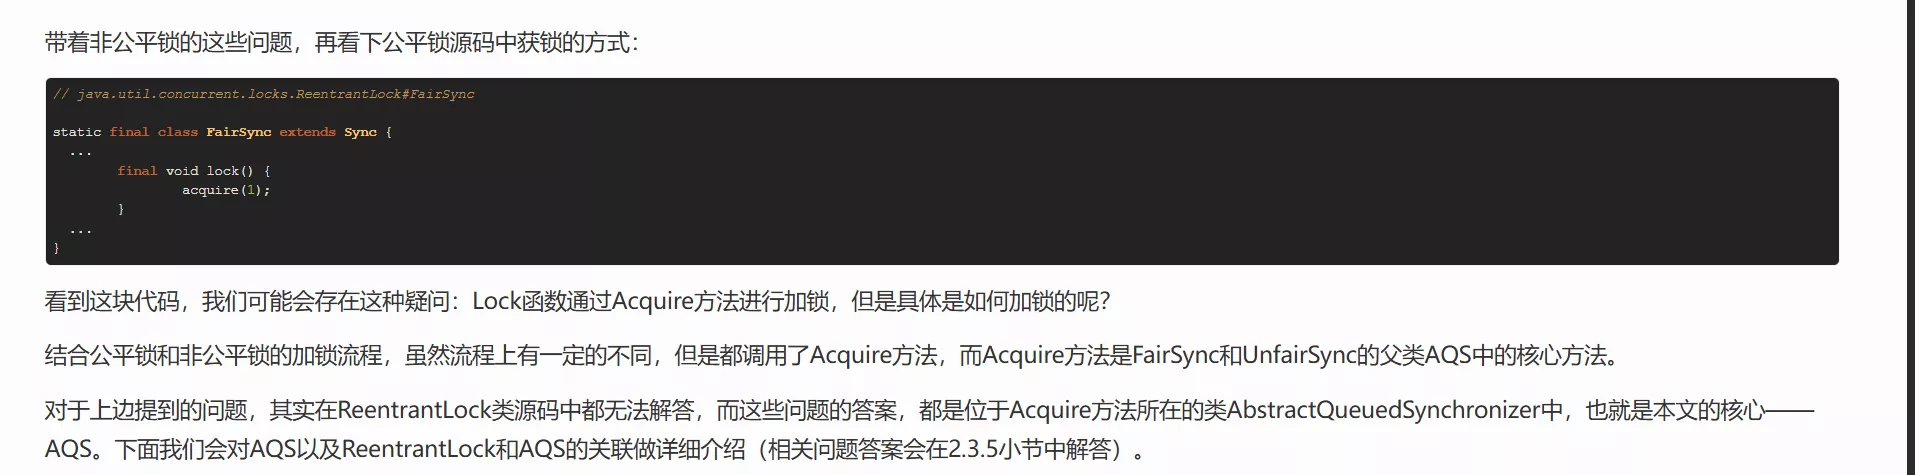 带着非公平锁的这些问题，再看下公平锁源码中获锁的方式：
// java.util.concurrent.locks.ReentrantLock#FairSync
static final class FairSync extends Sync {
...
final void lock() {
acquire(1);
}
...
}
看到这块代码，我们可能会存在这种疑问：Lock函数通过Acquire方法进行加锁，但是具体是如何加锁的呢？
结合公平锁和非公平锁的加锁流程，虽然流程上有一定的不同，但是都调用了Acquire方法，而Acquire方法是FairSync和UnfairSync的父类AQS中的核心方法。
对于上边提到的问题，其实在ReentrantLock类源码中都无法解答，而这些问题的答案，都是位于Acquire方法所在的类AbstractQueuedSynchronizer中，也就是本文的核心——
AQS。下面我们会对AQS以及ReentrantLock和AQS的关联做详细介绍（相关问题答案会在2.3.5小节中解答）。